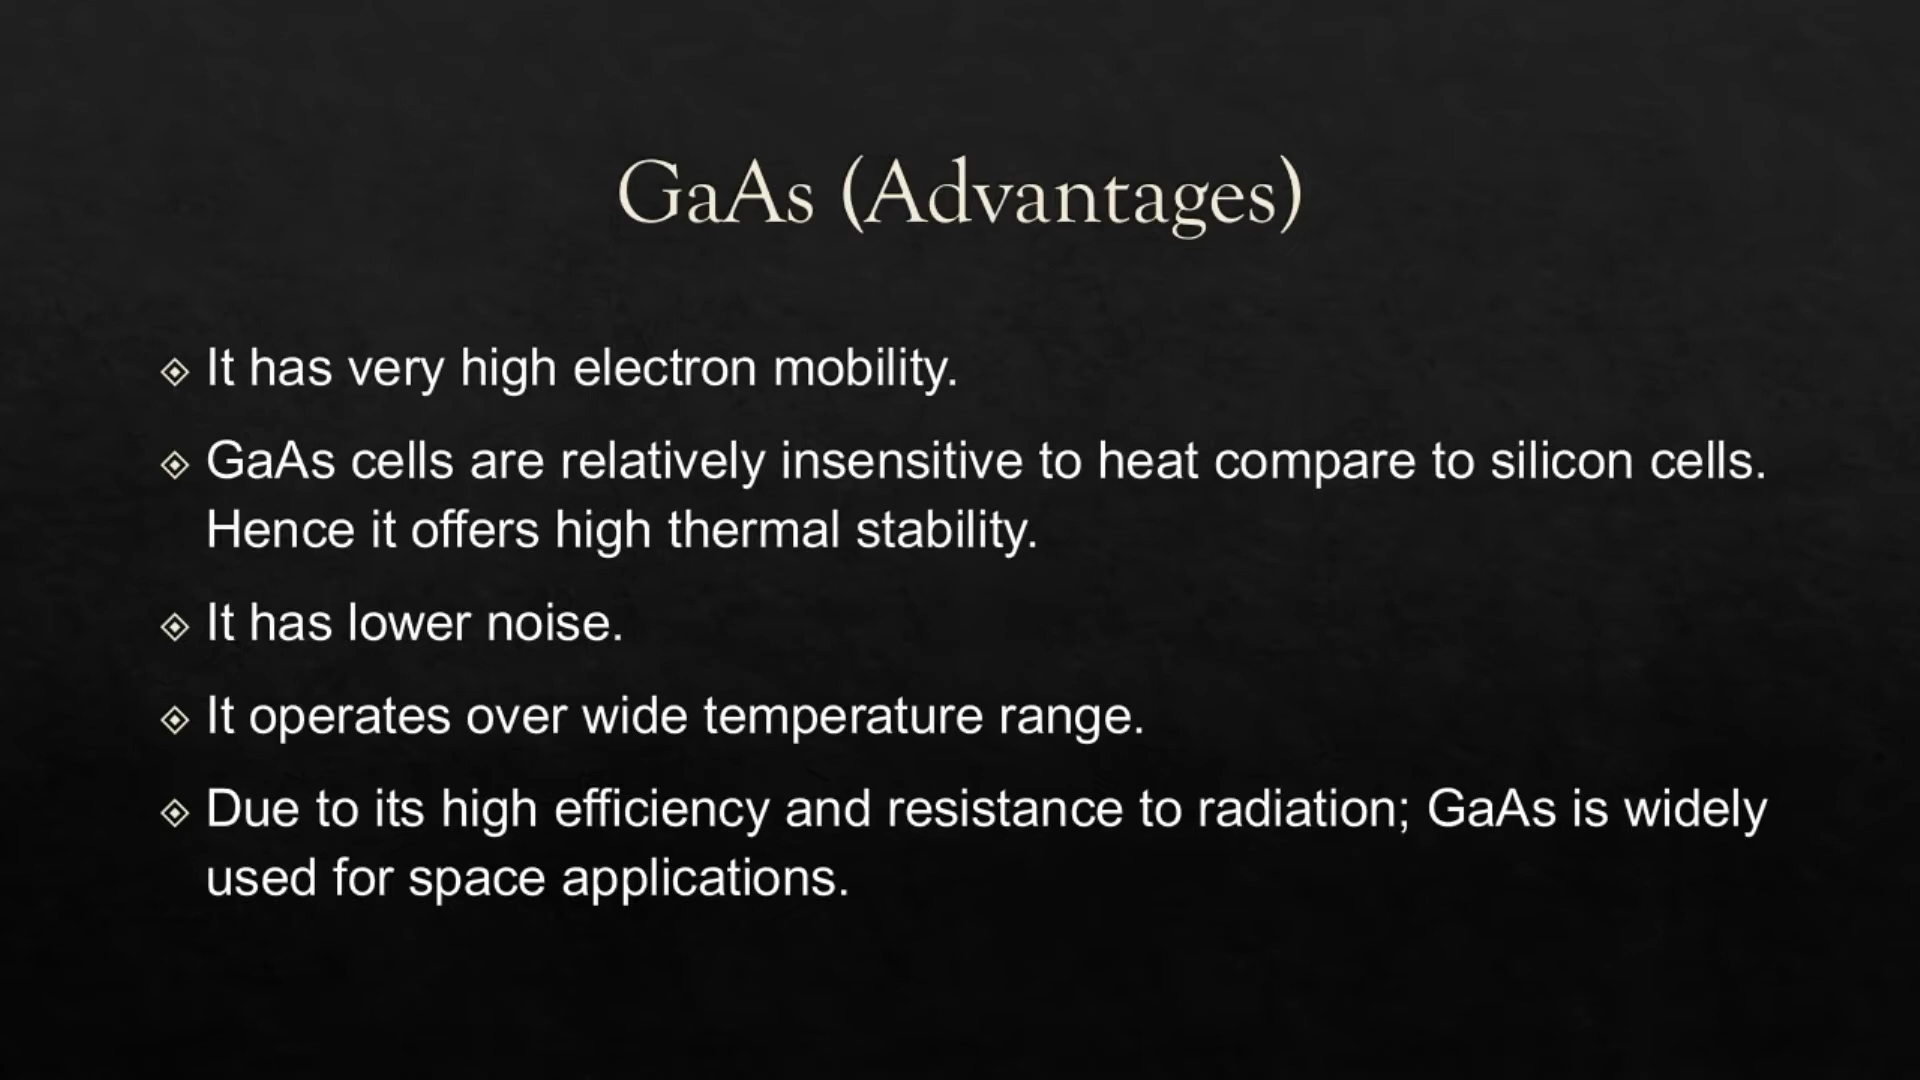 GaAs (Advantages)
It has very high electron mobility.
GaAs cells are relatively insensitive to heat compare to silicon cells.
Hence it offers high thermal stability.
It has lower noise.
It operates over wide temperature range.
Due to its high efficiency and resistance to radiation; GaAs is widely
used for space applications.